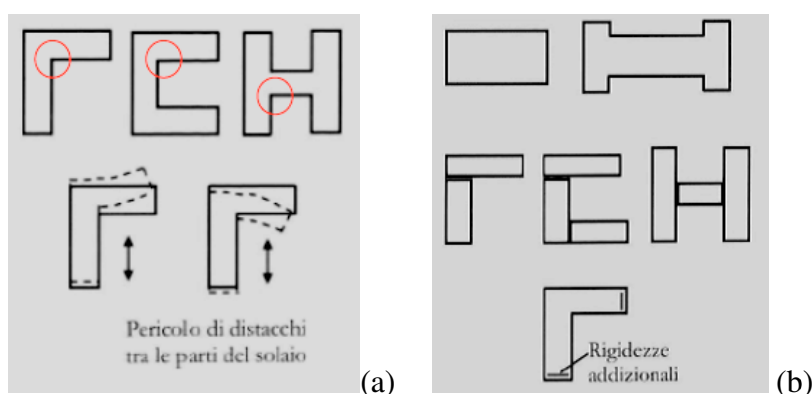 Pericolo di distacchi
tra le parti del solaio
(a)
Rigidezze
addizionali
(b)